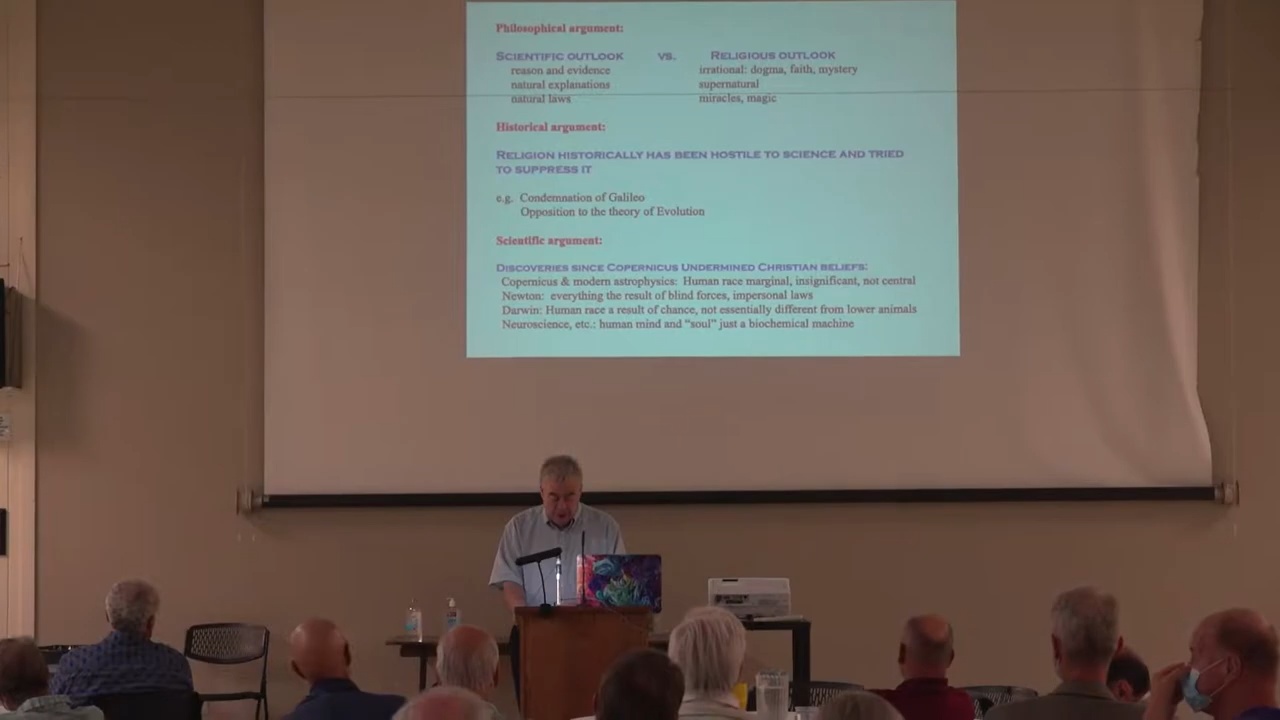 Philosophical argument:
SCIENTIFIC OUTLOOK VS. RELIGIOUS OUTLOOK
reason and evidence irrational: dogma, faith, mystery
natural explanations supernatural
natural laws miracles, magic
Historical argument:
RELIGION HISTORICALLY HAS BEEN HOSTILE TO SCIENCE AND TRIED
TO SUPPRESS IT
e.g. Condemnation of Galileo
Opposition to the theory of Evolution
Scientific argument:
DISCOVERIES SINCE COPERNICUS UNDERMINED CHRISTIAN BELIEFS:
Copernicus & modern astrophysics: Human race marginal, insignificant, not central
Newton: everything the result of blind forces, impersonal laws
Darwin: Human race a result of chance, not essentially different from lower animals
Neuroscience, etc.: human mind and “soul” just a biochemical machine